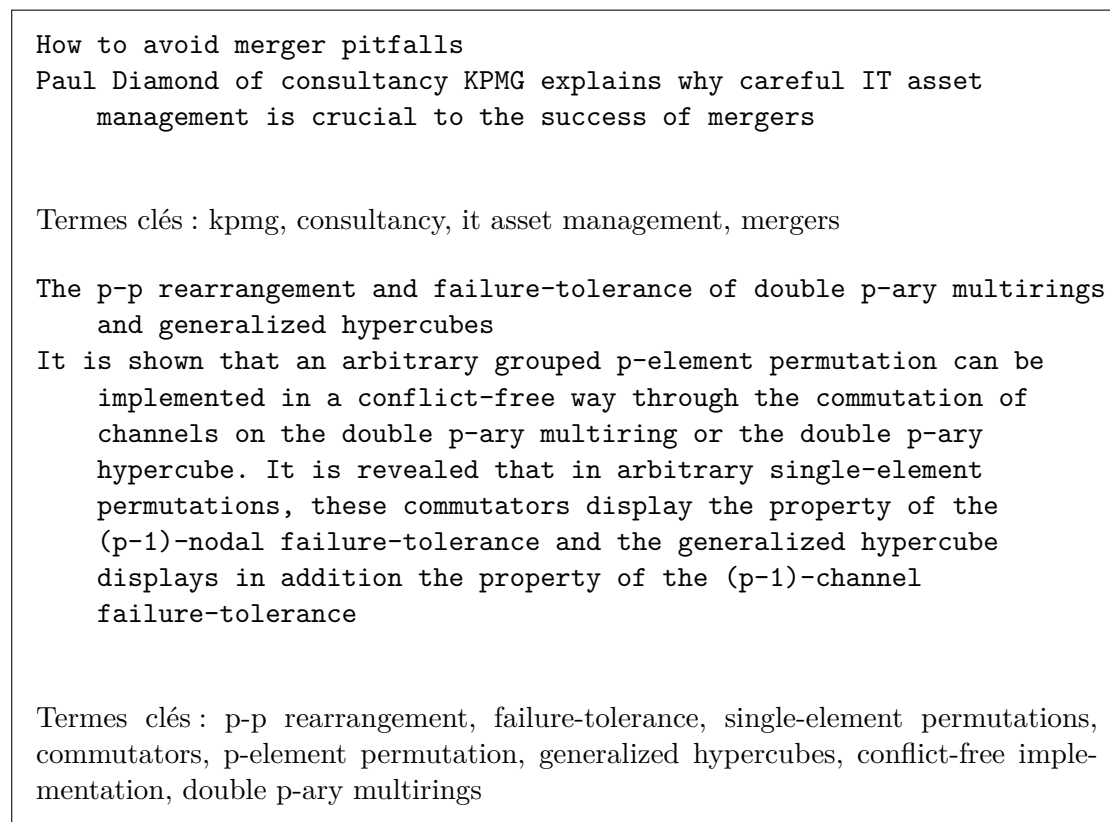 How to avoid merger pitfalls
Paul Diamond of consultancy KPMG explains why careful IT asset
management is crucial to the success of mergers
Termes clés : kpmg, consultancy, it asset management, mergers
The p-p rearrangement and failure-tolerance of double p-ary multirings
and generalized hypercubes
It is shown that an arbitrary grouped p-element permutation can be
implemented in a conflict-free way through the commutation of
channels on the double p-ary multiring or the double p-ary
hypercube. It is revealed that in arbitrary single-element
permutations, these commutators display the property of the
(p-1)-nodal failure-tolerance and the generalized hypercube
displays in addition the property of the (p-1)-channel
failure-tolerance
Termes clés : p-p rearrangement, failure-tolerance, single-element permutations,
commutators, p-element permutation, generalized hypercubes, conflict-free imple-
mentation, double p-ary multirings